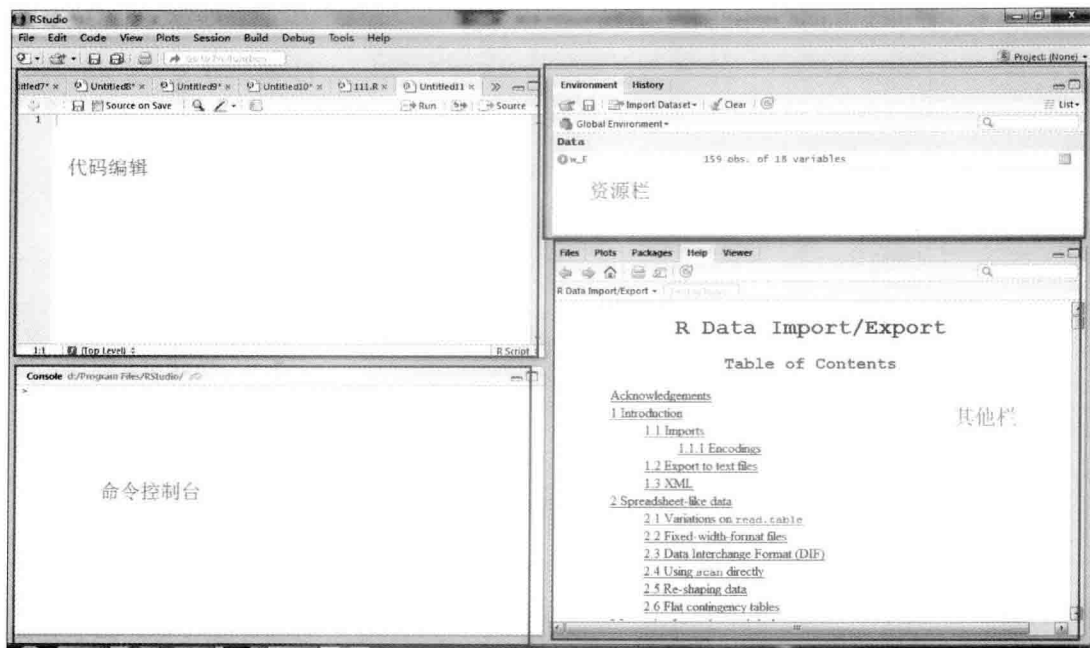 RStudio
File Edit Code View Plots Session Build Debug Tools Help
Project: (None)
Untitled8* × Untitled9* × Untitled10* × 111.R × Untitled11 ×
Source on Save Run Source
1
代码编辑
1:1 (Top Level) R Script
Console d:/Program Files/RStudio/
>
命令控制台
Environment History
Import Dataset Clear List
Global Environment
Data
159 obs. of 18 variables
资源栏
Files Plots Packages Help Viewer
R Data Import/Export
R Data Import/Export
Table of Contents
Acknowledgements
1 Introduction
1.1 Imports
1.1.1 Encodings
1.2 Export to text files
1.3 XML
2 Spreadsheet-like data
2.1 Variations on read.table
2.2 Fixed-width-format files
2.3 Data Interchange Format (DIF)
2.4 Using scan directly
2.5 Re-shaping data
2.6 Flat contingency tables
其他栏